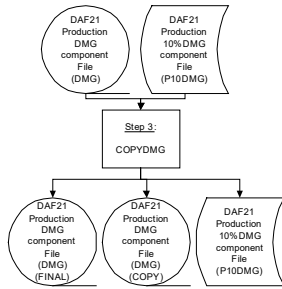 DAF21
Production
DMG
component
File
(DMG)
DAF21
Production
10% DMG
component
File
(P10DMG)
Step 3:
COPYDMG
DAF21
Production
DMG
component
File
(DMG)
(FINAL)
DAF21
Production
DMG
component
File
(DMG)
(COPY)
DAF21
Production
10% DMG
component
File
(P10DMG)